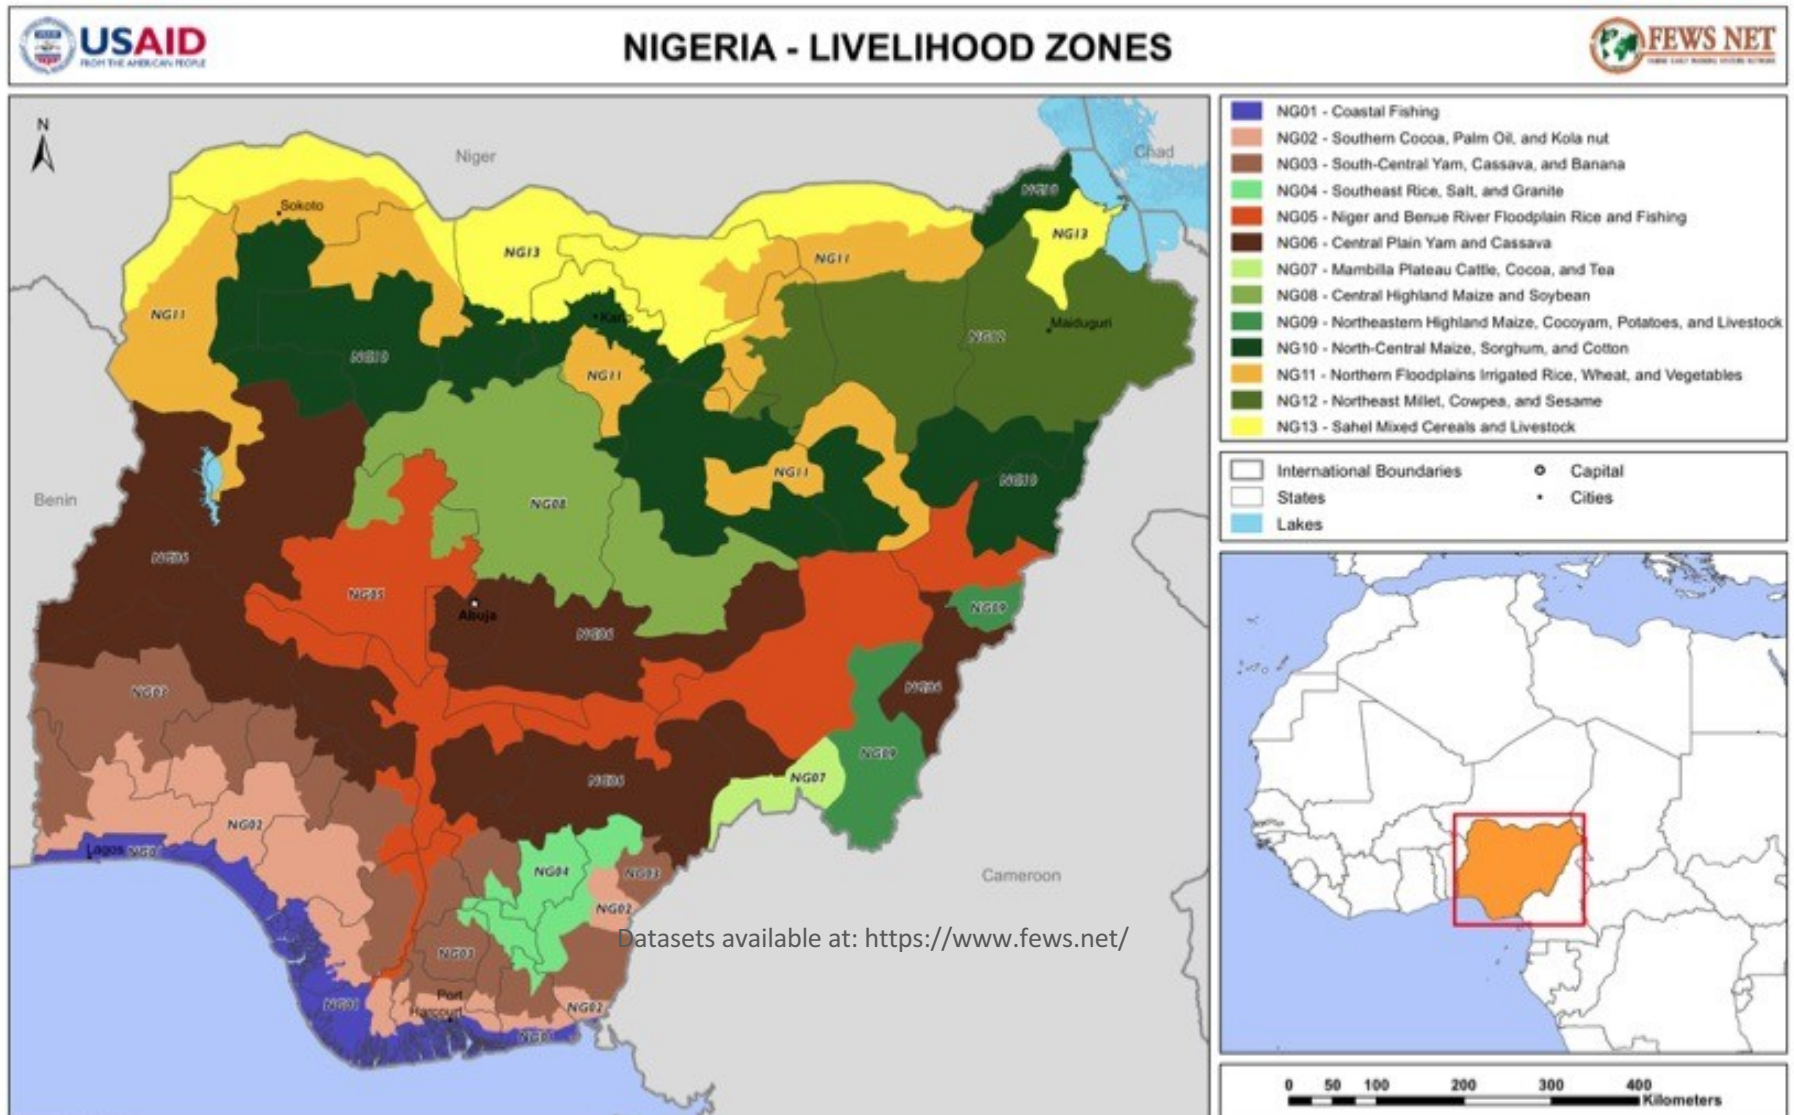 USAID
FROM THE AMERICAN PEOPLE
NIGERIA - LIVELIHOOD ZONES
FEWS NET
FAMINE EARLY WARNING SYSTEMS NETWORK
N
Niger
Chad
NG10
Sokoto
NG13
NG13
NG11
NG11
Kano
Maiduguri
NG12
NG10
NG11
NG11
NG10
Benin
NG08
NG06
NG05
Abuja
NG06
NG09
NG03
NG06
NG09
NG07
NG06
NG02
Lagos
NG01
NG04
NG03
NG02
Cameroon
Datasets available at: https://www.fews.net/
NG03
Port
Harcourt
NG01
NG02
NG01
NG01 - Coastal Fishing
NG02 - Southern Cocoa, Palm Oil, and Kola nut
NG03 - South-Central Yam, Cassava, and Banana
NG04 - Southeast Rice, Salt, and Granite
NG05 - Niger and Benue River Floodplain Rice and Fishing
NG06 - Central Plain Yam and Cassava
NG07 - Mambilla Plateau Cattle, Cocoa, and Tea
NG08 - Central Highland Maize and Soybean
NG09 - Northeastern Highland Maize, Cocoyam, Potatoes, and Livestock
NG10 - North-Central Maize, Sorghum, and Cotton
NG11 - Northern Floodplains Irrigated Rice, Wheat, and Vegetables
NG12 - Northeast Millet, Cowpea, and Sesame
NG13 - Sahel Mixed Cereals and Livestock
International Boundaries
Capital
States
Cities
Lakes
0 50 100 200 300 400
Kilometers